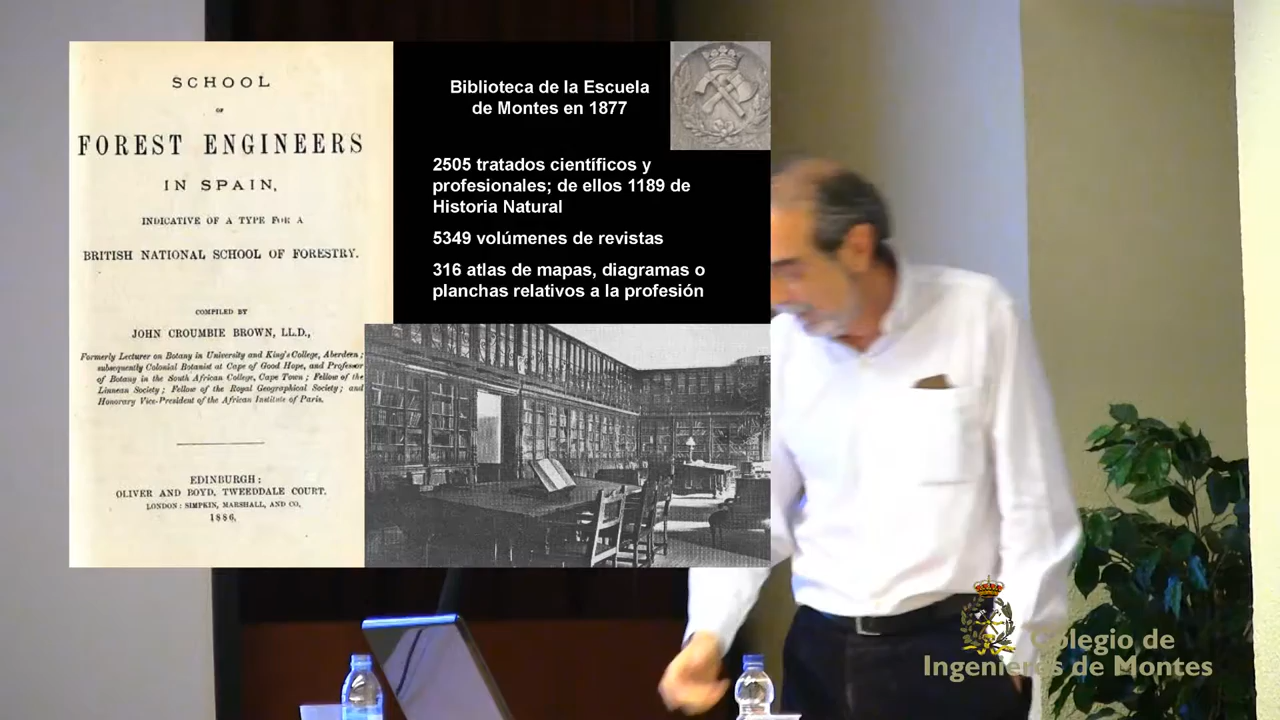 SCHOOL
OF
FOREST ENGINEERS
IN SPAIN,
INDICATIVE OF A TYPE FOR A
BRITISH NATIONAL SCHOOL OF FORESTRY.
COMPILED BY
JOHN CROUMBIE BROWN, LL.D.,
Formerly Lecturer on Botany in University and King's College, Aberdeen;
subsequently Colonial Botanist at Cape of Good Hope, and Professor
of Botany in the South African College, Cape Town; Fellow of the
Linnean Society; Fellow of the Royal Geographical Society; and
Honorary Vice-President of the African Institute of Paris.
EDINBURGH:
OLIVER AND BOYD, TWEEDDALE COURT.
LONDON: SIMPKIN, MARSHALL, AND CO.
1886.
Biblioteca de la Escuela
de Montes en 1877
2505 tratados científicos y
profesionales; de ellos 1189 de
Historia Natural
5349 volúmenes de revistas
316 atlas de mapas, diagramas o
planchas relativos a la profesión
Colegio de
Ingenieros de Montes